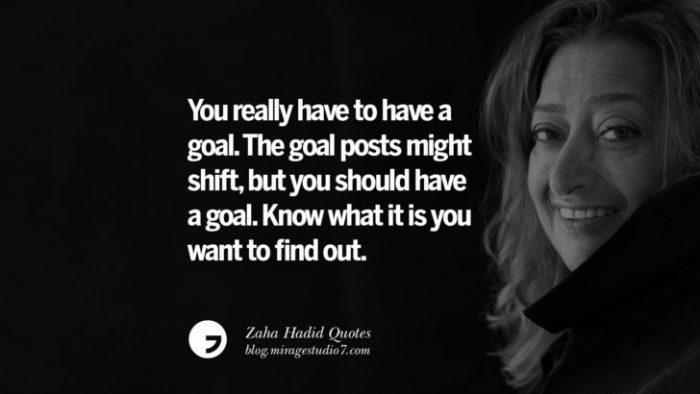 You really have to have a
goal. The goal posts might
shift, but you should have
a goal. Know what it is you
want to find out.
Zaha Hadid Quotes
blog.miragestudio7.com